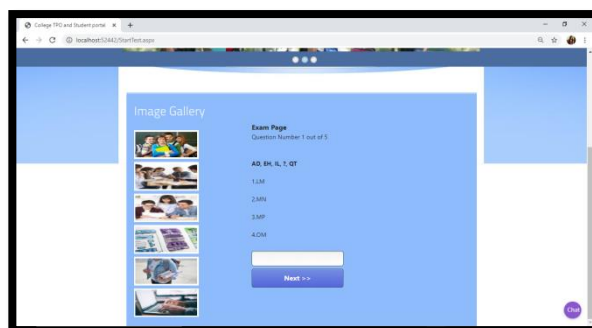 College TPO and Student portal
localhost:52442/StartTest.aspx
Image Gallery
Exam Page
Question Number 1 out of 5
AD, EH, IL, ?, QT
1.LM
2.MN
3.MP
4.OM
Next >>
Chat